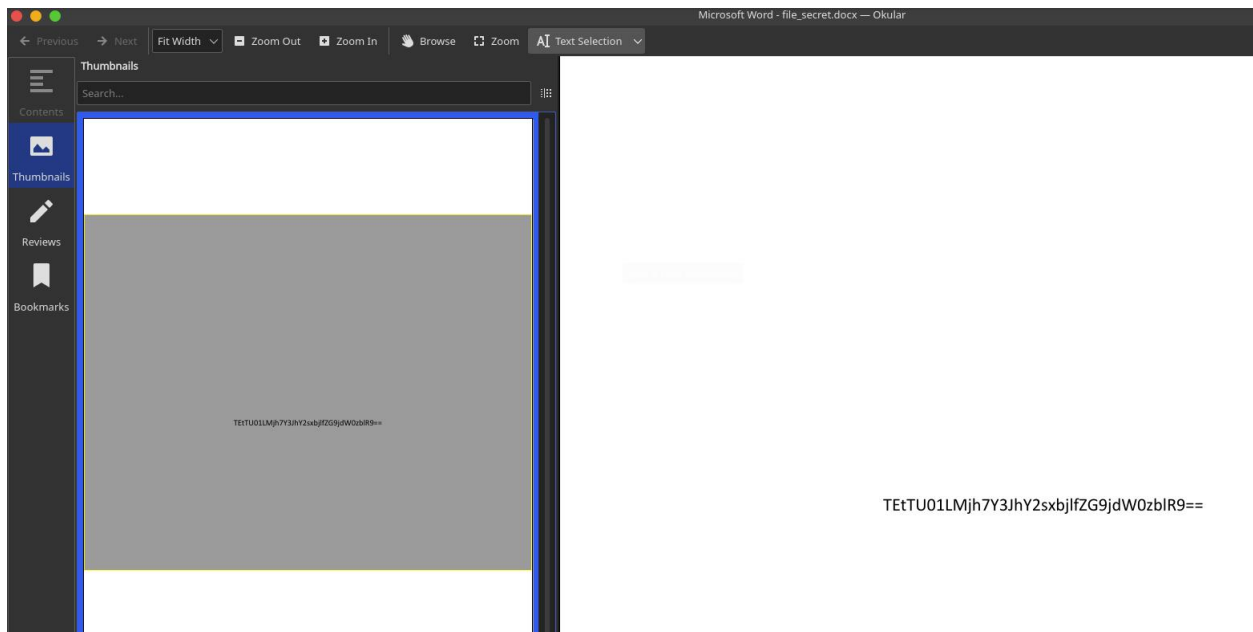 Microsoft Word - file_secret.docx — Okular
Previous Next Fit Width Zoom Out Zoom In Browse Zoom Text Selection
Thumbnails
Search...
Contents
Thumbnails
Reviews
Bookmarks
TEtTU01LMjh7Y3JhY2sxbjlfZG9jdW0zblR9==
TEtTU01LMjh7Y3JhY2sxbjlfZG9jdW0zblR9==